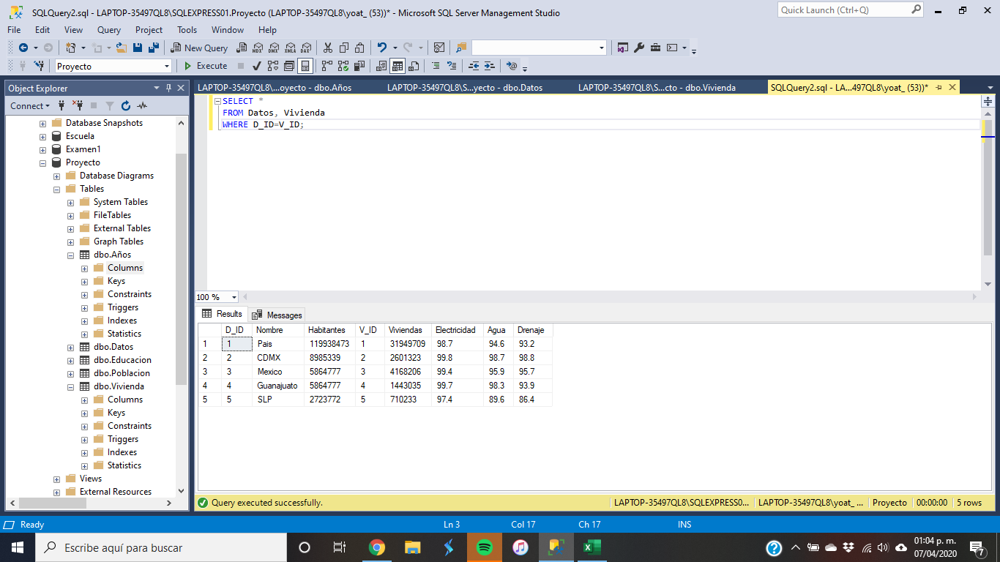 SQLQuery2.sql - LAPTOP-35497QL8\SQLEXPRESS01.Proyecto (LAPTOP-35497QL8\yoat_ (53))* - Microsoft SQL Server Management Studio
Quick Launch (Ctrl+Q)
File Edit View Query Project Tools Window Help
New Query
MDX DMX XMLA DAX
Proyecto
Execute
Object Explorer
LAPTOP-35497QL8\...oyecto - dbo.Años
LAPTOP-35497QL8\S...yecto - dbo.Datos
LAPTOP-35497QL8\S...cto - dbo.Vivienda
SQLQuery2.sql - LA...497QL8\yoat_ (53))*
Connect
Database Snapshots
Escuela
Examen1
Proyecto
Database Diagrams
Tables
System Tables
FileTables
External Tables
Graph Tables
dbo.Años
Columns
Keys
Constraints
Triggers
Indexes
Statistics
dbo.Datos
dbo.Educacion
dbo.Poblacion
dbo.Vivienda
Columns
Keys
Constraints
Triggers
Indexes
Statistics
Views
External Resources
SELECT *
FROM Datos, Vivienda
WHERE D_ID=V_ID;
100 %
Results Messages
D_ID Nombre Habitantes V_ID Viviendas Electricidad Agua Drenaje
1 1 Pais 119938473 1 31949709 98.7 94.6 93.2
2 2 CDMX 8985339 2 2601323 99.8 98.7 98.8
3 3 Mexico 5864777 3 4168206 99.4 95.9 95.7
4 4 Guanajuato 5864777 4 1443035 99.7 98.3 93.9
5 5 SLP 2723772 5 710233 97.4 89.6 86.4
Query executed successfully.
LAPTOP-35497QL8\SQLEXPRESS0... LAPTOP-35497QL8\yoat_ ... Proyecto 00:00:00 5 rows
Ready Ln 3 Col 17 Ch 17 INS
Escribe aquí para buscar
01:04 p. m.
07/04/2020
7